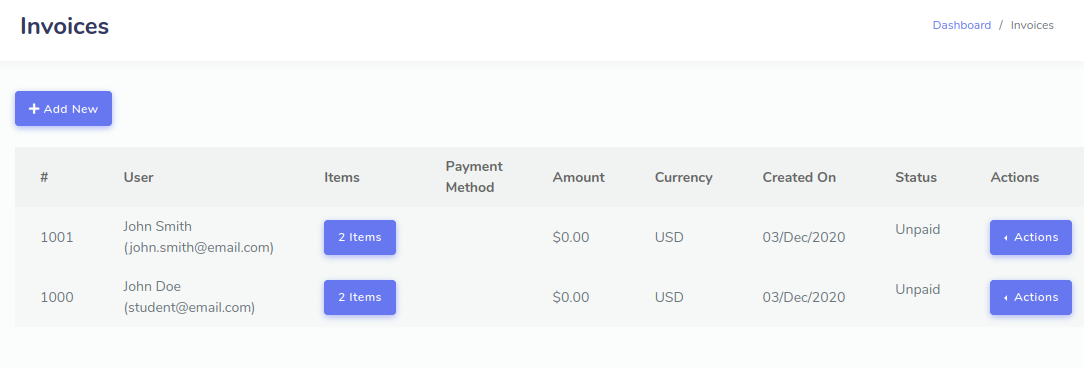 Invoices
Dashboard / Invoices
Add New
# User Items Payment Method Amount Currency Created On Status Actions
1001 John Smith (john.smith@email.com) 2 Items $0.00 USD 03/Dec/2020 Unpaid Actions
1000 John Doe (student@email.com) 2 Items $0.00 USD 03/Dec/2020 Unpaid Actions